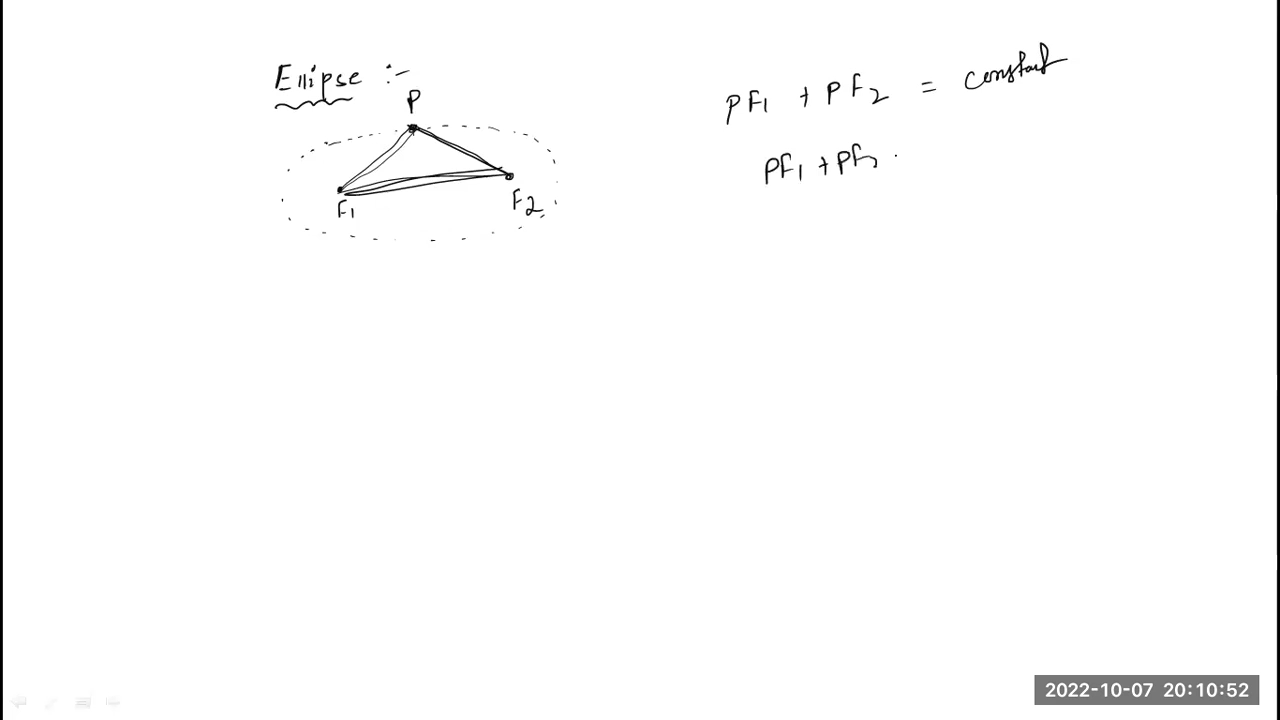 Ellipse :-
P
F1
F2
PF1 + PF2 = constant
PF1 + PF2
2022-10-07 20:10:52